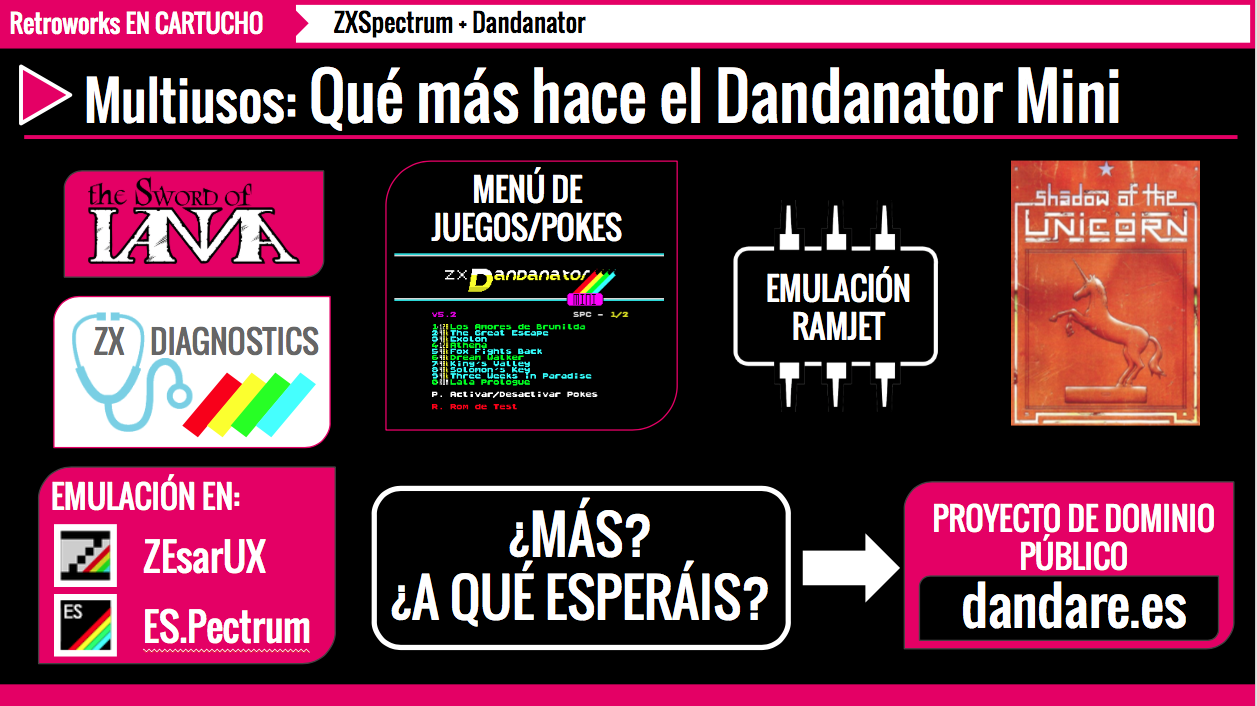 Retroworks EN CARTUCHO
ZXSpectrum + Dandanator
Multiusos: Qué más hace el Dandanator Mini
the Sword of
IANNA
ZX DIAGNOSTICS
MENÚ DE
JUEGOS/POKES
ZX Dandanator
MINI
V5.2 SPC - 1/2
1 Los Amores de Brunilda
2 The Great Escape
3 Exolon
4 Athena
5 Fox Fights Back
6 Dream Walker
7 King's Valley
8 Solomon's Key
9 Three Weeks in Paradise
0 Lala Prologue
P. Activar/Desactivar Pokes
R. Rom de Test
EMULACIÓN
RAMJET
shadow of the
UNICORN
EMULACIÓN EN:
ZEsarUX
ES
ES.Pectrum
¿MÁS?
¿A QUÉ ESPERÁIS?
PROYECTO DE DOMINIO
PÚBLICO
dandare.es